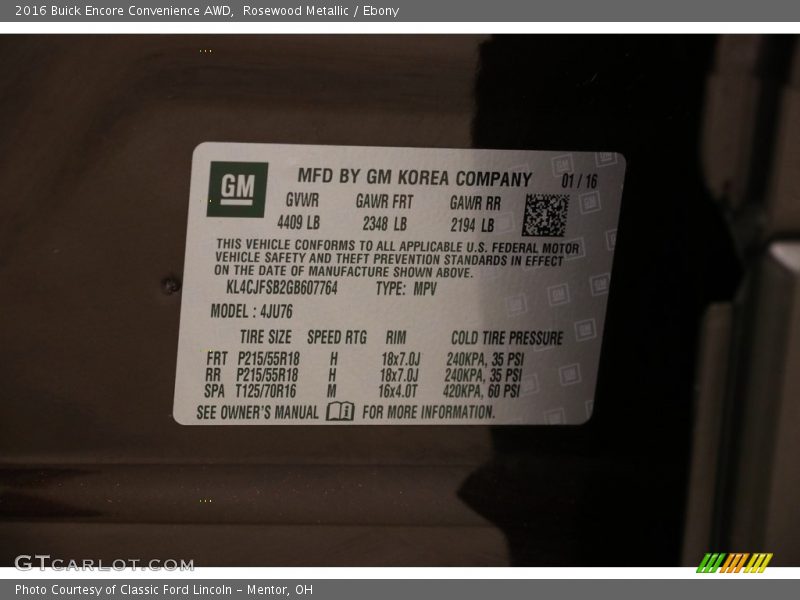 2016 Buick Encore Convenience AWD, Rosewood Metallic / Ebony
GM
MFD BY GM KOREA COMPANY 01 / 16
GVWR GAWR FRT GAWR RR
4409 LB 2348 LB 2194 LB
THIS VEHICLE CONFORMS TO ALL APPLICABLE U.S. FEDERAL MOTOR
VEHICLE SAFETY AND THEFT PREVENTION STANDARDS IN EFFECT
ON THE DATE OF MANUFACTURE SHOWN ABOVE.
KL4CJFSB2GB607764 TYPE: MPV
MODEL : 4JU76
TIRE SIZE SPEED RTG RIM COLD TIRE PRESSURE
FRT P215/55R18 H 18x7.0J 240KPA, 35 PSI
RR P215/55R18 H 18x7.0J 240KPA, 35 PSI
SPA T125/70R16 M 16x4.0T 420KPA, 60 PSI
SEE OWNER'S MANUAL FOR MORE INFORMATION.
GTCARLOT.COM
Photo Courtesy of Classic Ford Lincoln - Mentor, OH